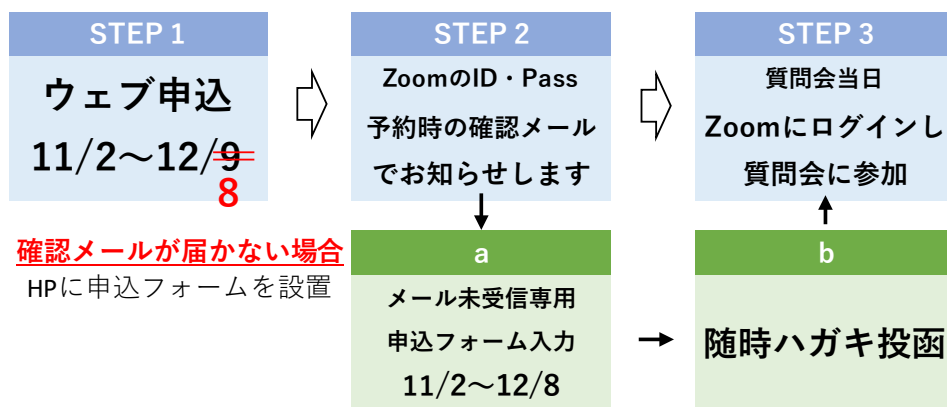 STEP 1
ウェブ申込
11/2～12/9
8
STEP 2
ZoomのID・Pass
予約時の確認メール
でお知らせします
STEP 3
質問会当日
Zoomにログインし
質問会に参加
確認メールが届かない場合
HPに申込フォームを設置
a
メール未受信専用
申込フォーム入力
11/2～12/8
b
随時ハガキ投函